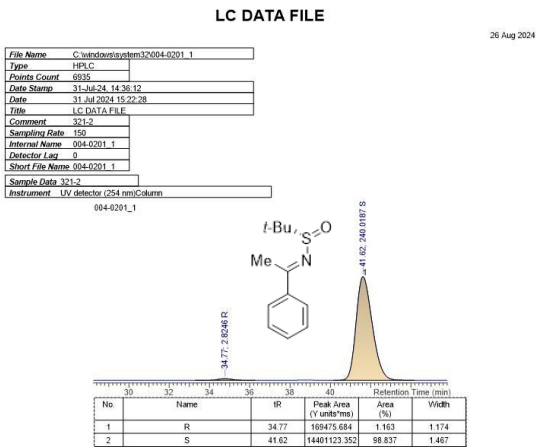 LC DATA FILE
26 Aug 2024
File Name C:\windows\system32\004-0201_1
Type HPLC
Points Count 6935
Date Stamp 31-Jul-24, 14:36:12
Date 31 Jul 2024 15:22:28
Title LC DATA FILE
Comment 321-2
Sampling Rate 150
Internal Name 004-0201_1
Detector Lag 0
Short File Name 004-0201_1
Sample Data 321-2
Instrument UV detector (254 nm)Column
004-0201_1
t-Bu S O
Me N
34.77; 2.8246 R
41.62; 240.0187 S
30 32 34 36 38 40 42 44
Retention Time (min)
No. Name tR Peak Area (Y units*ms) Area (%) Width
1 R 34.77 169475.684 1.163 1.174
2 S 41.62 14401123.352 98.837 1.467